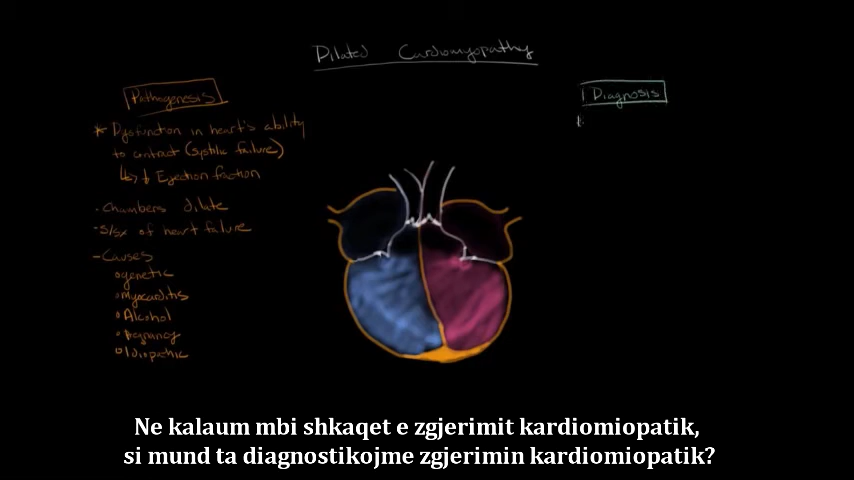 Dilated Cardiomyopathy
Pathogenesis
* Dysfunction in heart's ability
to contract (systolic failure)
↳ ↓ Ejection fraction
· Chambers dilate
· S/Sx of heart failure
- Causes
genetic
myocarditis
Alcohol
Pregnancy
Idiopathic
Diagnosis
Ne kalaum mbi shkaqet e zgjerimit kardiomiopatik,
si mund ta diagnostikojme zgjerimin kardiomiopatik?